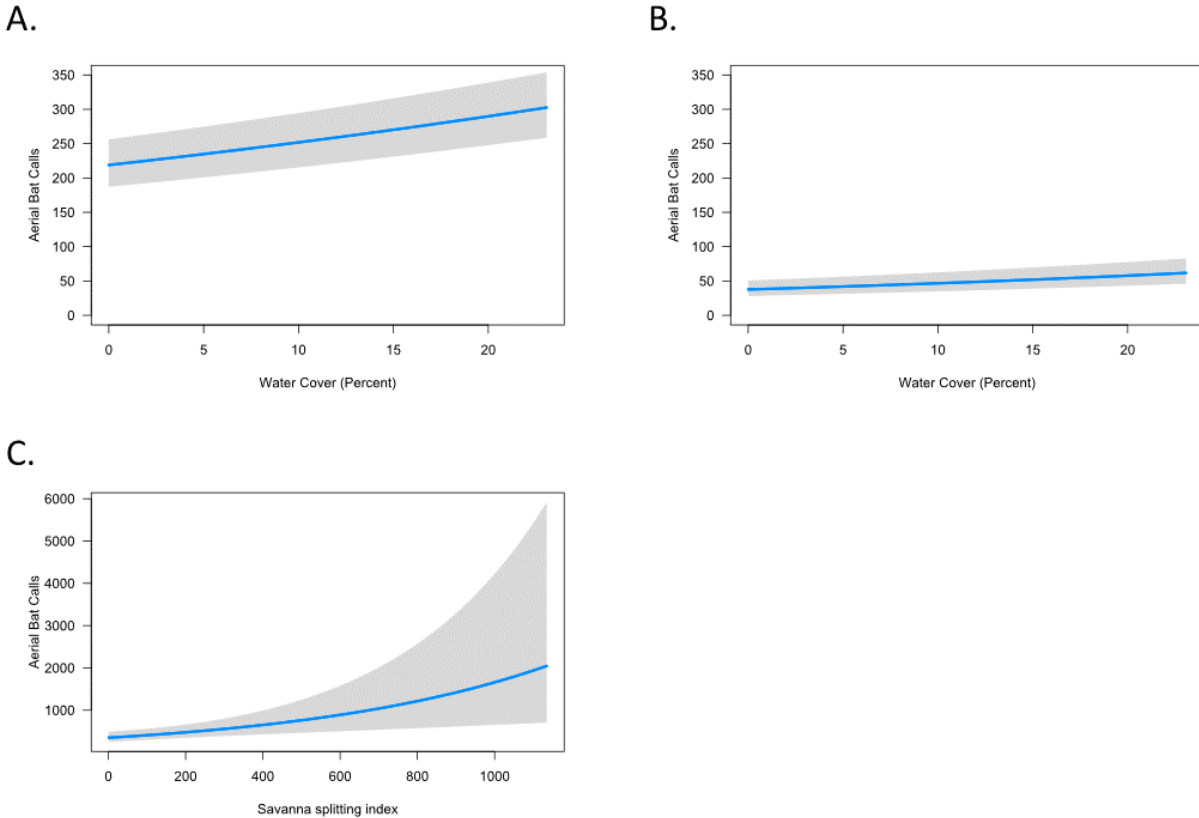 A.
350
300
250
200
150
100
50
0
Aerial Bat Calls
0 5 10 15 20
Water Cover (Percent)
B.
350
300
250
200
150
100
50
0
Aerial Bat Calls
0 5 10 15 20
Water Cover (Percent)
C.
6000
5000
4000
3000
2000
1000
Aerial Bat Calls
0 200 400 600 800 1000
Savanna splitting index